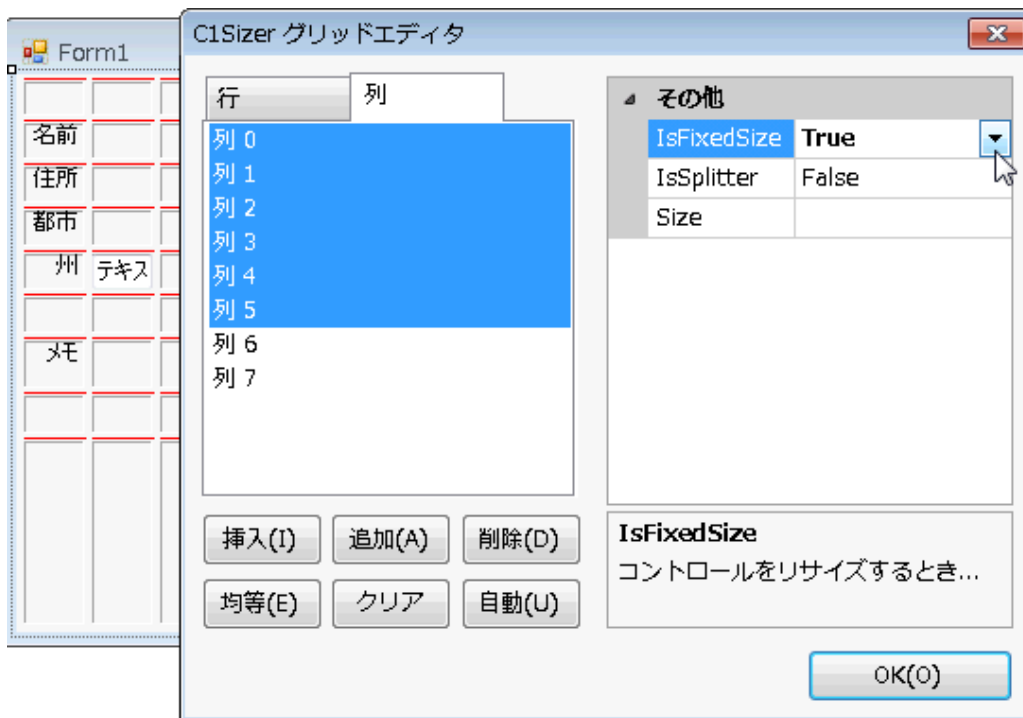 Form1
名前
住所
都市
州 テキス
メモ
C1Sizer グリッドエディタ
行 列
列 0
列 1
列 2
列 3
列 4
列 5
列 6
列 7
挿入(I) 追加(A) 削除(D)
均等(E) クリア 自動(U)
その他
IsFixedSize True
IsSplitter False
Size
IsFixedSize
コントロールをリサイズするとき...
OK(O)